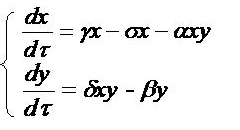 dx/dτ = γx - σx - αxy
dy/dτ = δxy - βy